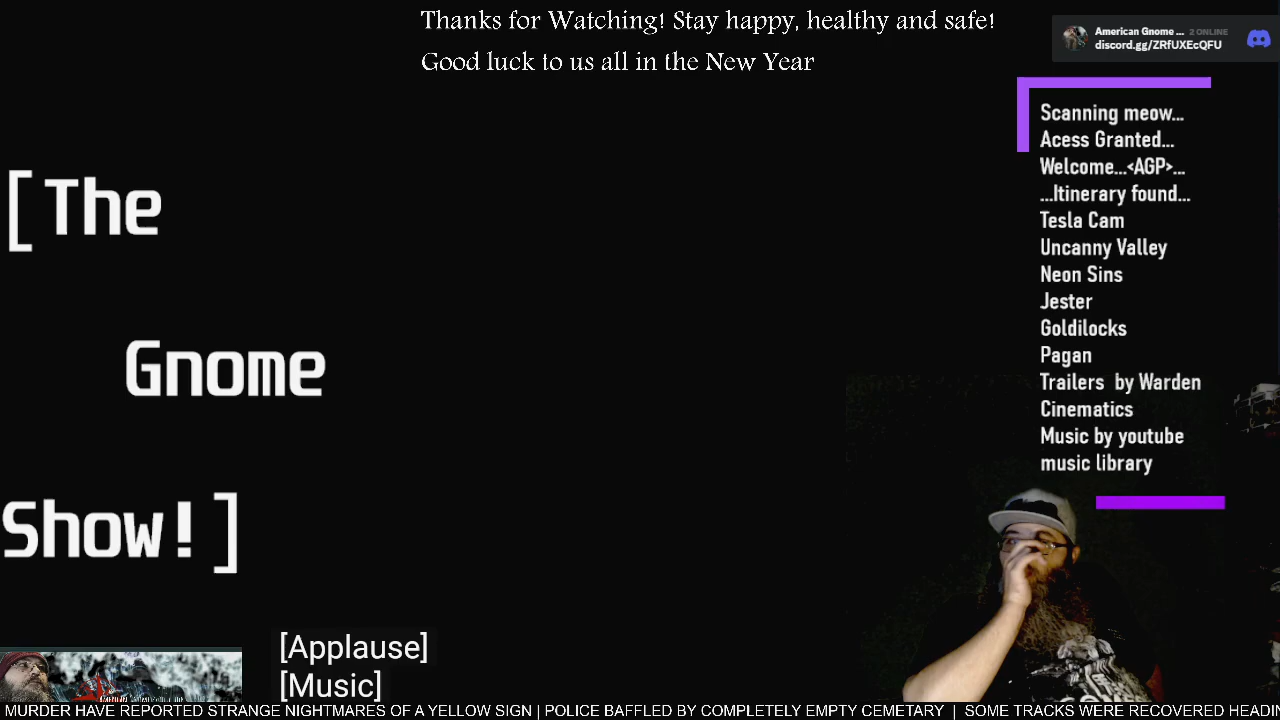 Thanks for Watching! Stay happy, healthy and safe!
Good luck to us all in the New Year
American Gnome ... 2 ONLINE
discord.gg/ZRfUXEcQFU
Scanning meow...
Acess Granted...
Welcome...<AGP>...
...Itinerary found...
Tesla Cam
Uncanny Valley
Neon Sins
Jester
Goldilocks
Pagan
Trailers by Warden
Cinematics
Music by youtube
music library
[The
Gnome
Show!]
[Applause]
[Music]
MURDER HAVE REPORTED STRANGE NIGHTMARES OF A YELLOW SIGN | POLICE BAFFLED BY COMPLETELY EMPTY CEMETARY | SOME TRACKS WERE RECOVERED HEADIN